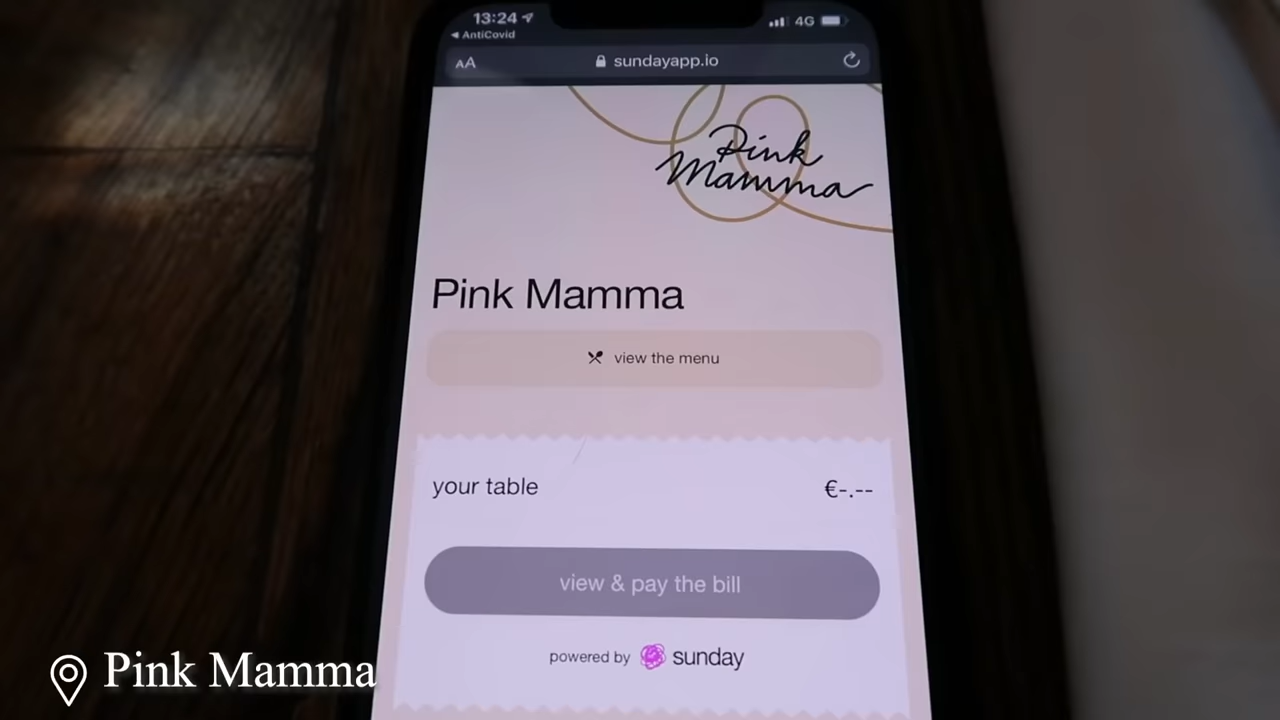 13:24
4G
AntiCovid
AA
sundayapp.io
Pink
Mamma
Pink Mamma
view the menu
your table
€-.--
view & pay the bill
powered by sunday
Pink Mamma